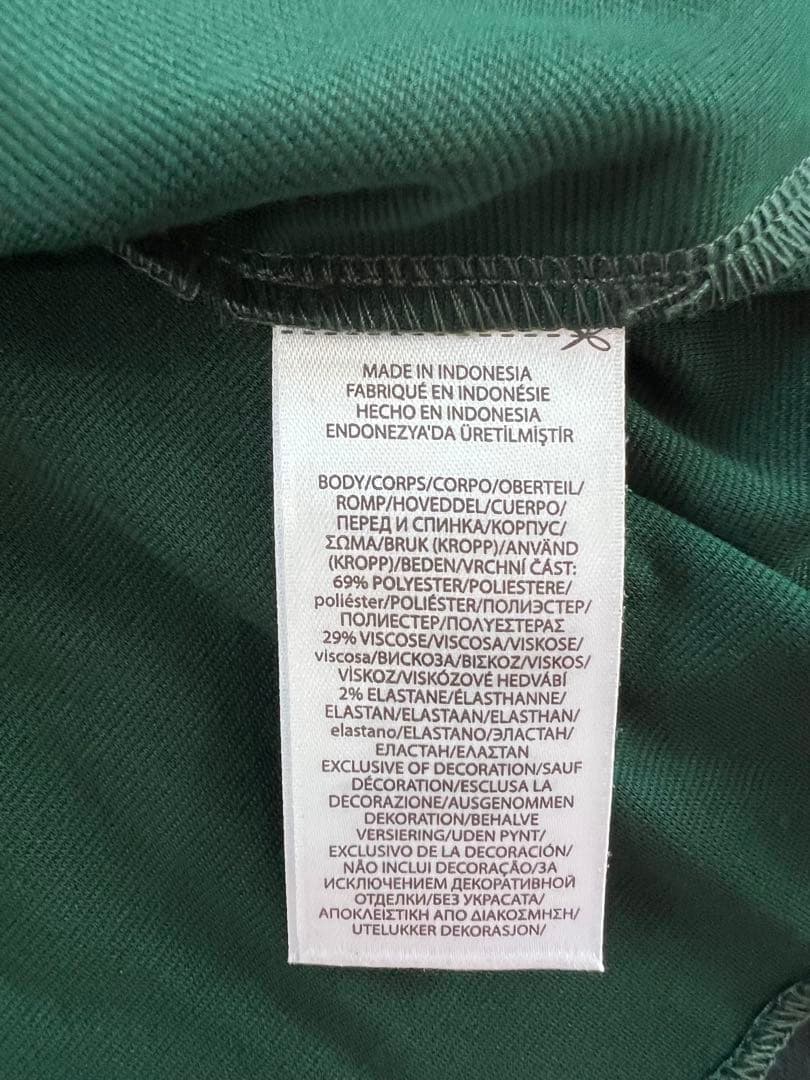 MADE IN INDONESIA
FABRIQUÉ EN INDONÉSIE
HECHO EN INDONESIA
ENDONEZYA'DA ÜRETİLMİŞTİR
BODY/CORPS/CORPO/OBERTEIL/
ROMP/HOVEDDEL/CUERPO/
ПЕРЕД И СПИНКА/КОРПУС/
ΣΩΜΑ/BRUK (KROPP)/ANVÄND
(KROPP)/BEDEN/VRCHNÍ ČÁST:
69% POLYESTER/POLIESTERE/
poliéster/POLIÉSTER/ПОЛИЭСТЕР/
ПОЛИЕСТЕР/ΠΟΛΥΕΣΤΕΡΑΣ
29% VISCOSE/VISCOSA/VISKOSE/
viscosa/ВИСКОЗА/ΒΙΣΚΟΖ/VISKOS/
VİSKOZ/VISKÓZOVÉ HEDVÁBÍ
2% ELASTANE/ÉLASTHANNE/
ELASTAN/ELASTAAN/ELASTHAN/
elastano/ELASTANO/ЭЛАСТАН/
ЕЛАСТАН/ΕΛΑΣΤΑΝ
EXCLUSIVE OF DECORATION/SAUF
DÉCORATION/ESCLUSA LA
DECORAZIONE/AUSGENOMMEN
DEKORATION/BEHALVE
VERSIERING/UDEN PYNT/
EXCLUSIVO DE LA DECORACIÓN/
NÃO INCLUI DECORAÇÃO/ЗА
ИСКЛЮЧЕНИЕМ ДЕКОРАТИВНОЙ
ОТДЕЛКИ/БЕЗ УКРАСАТА/
ΑΠΟΚΛΕΙΣΤΙΚΗ ΑΠΟ ΔΙΑΚΟΣΜΗΣΗ/
UTELUKKER DEKORASJON/